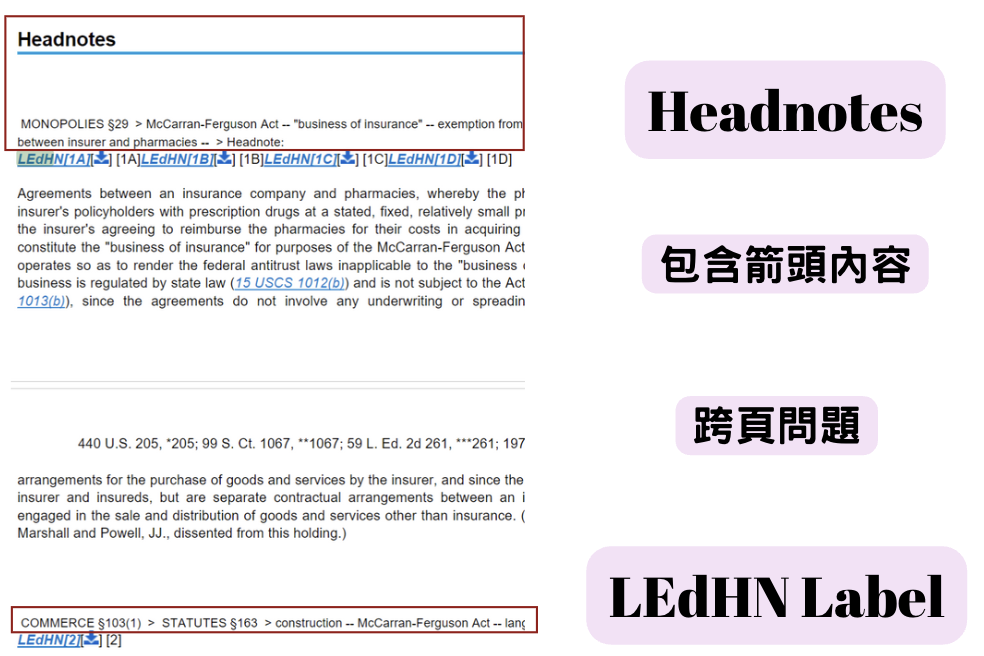 Headnotes
MONOPOLIES §29 > McCarran-Ferguson Act -- "business of insurance" -- exemption from
between insurer and pharmacies -- > Headnote:
LEdHN[1A][ ] [1A]LEdHN[1B][ ] [1B]LEdHN[1C][ ] [1C]LEdHN[1D][ ] [1D]
Agreements between an insurance company and pharmacies, whereby the
insurer's policyholders with prescription drugs at a stated, fixed, relatively small
the insurer's agreeing to reimburse the pharmacies for their costs in acquiring
constitute the "business of insurance" for purposes of the McCarran-Ferguson Act
operates so as to render the federal antitrust laws inapplicable to the "business
business is regulated by state law (15 USCS 1012(b)) and is not subject to the Act
1013(b)), since the agreements do not involve any underwriting or
440 U.S. 205, *205; 99 S. Ct. 1067, **1067; 59 L. Ed. 2d 261, ***261; 197
arrangements for the purchase of goods and services by the insurer, and since the
insurer and insureds, but are separate contractual arrangements between an
engaged in the sale and distribution of goods and services other than insurance. (
Marshall and Powell, JJ., dissented from this holding.)
COMMERCE §103(1) > STATUTES §163 > construction -- McCarran-Ferguson Act --
LEdHN[2][ ] [2]
Headnotes
包含箭頭內容
跨頁問題
LEdHN Label